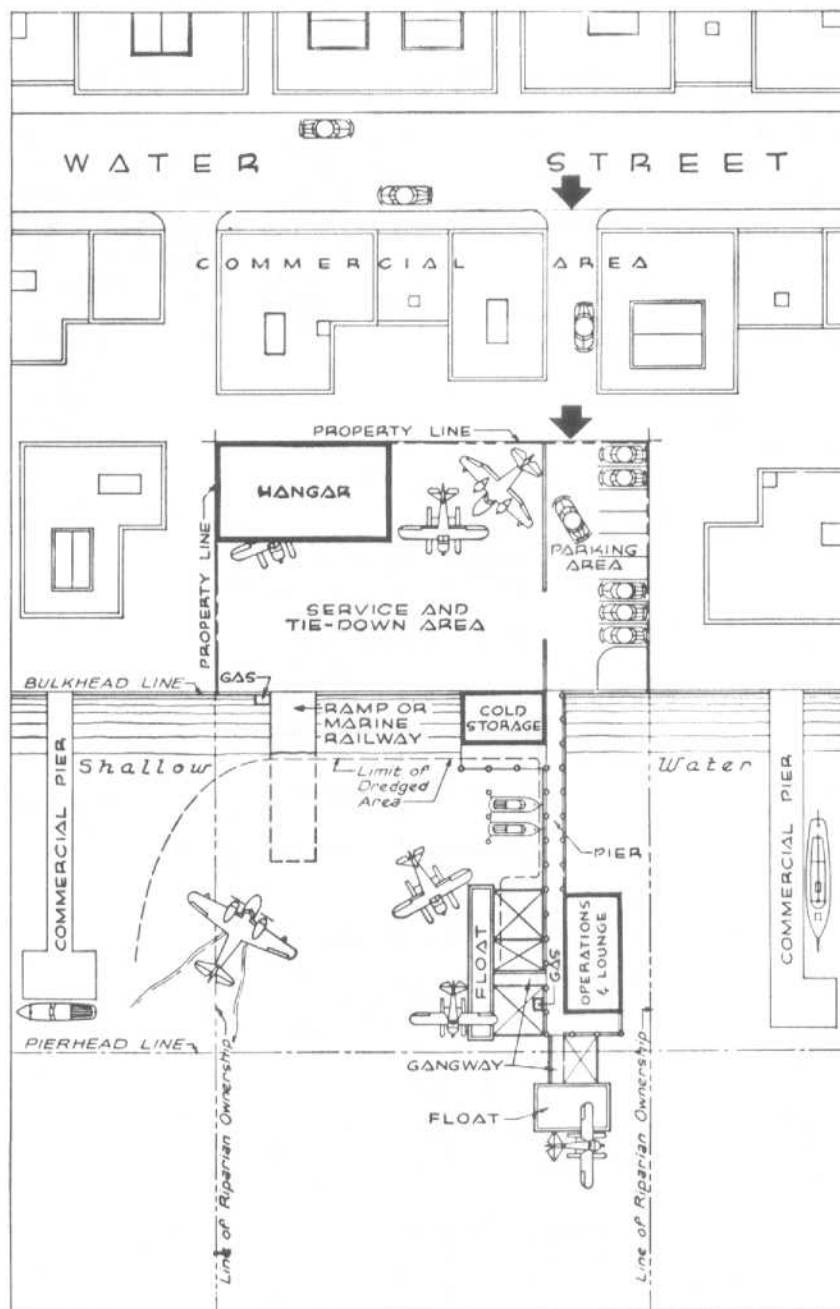 WATER STREET
COMMERCIAL AREA
PROPERTY LINE
HANGAR
PARKING
AREA
PROPERTY LINE
SERVICE AND
TIE-DOWN AREA
BULKHEAD LINE
GAS
RAMP OR
MARINE
RAILWAY
COLD
STORAGE
Shallow
Limit of
Dredged
Area
Water
COMMERCIAL PIER
PIER
COMMERCIAL PIER
FLOAT
GAS
OPERATIONS
& LOUNGE
PIERHEAD LINE
GANGWAY
FLOAT
Line of Riparian Ownership
Line of Riparian Ownership